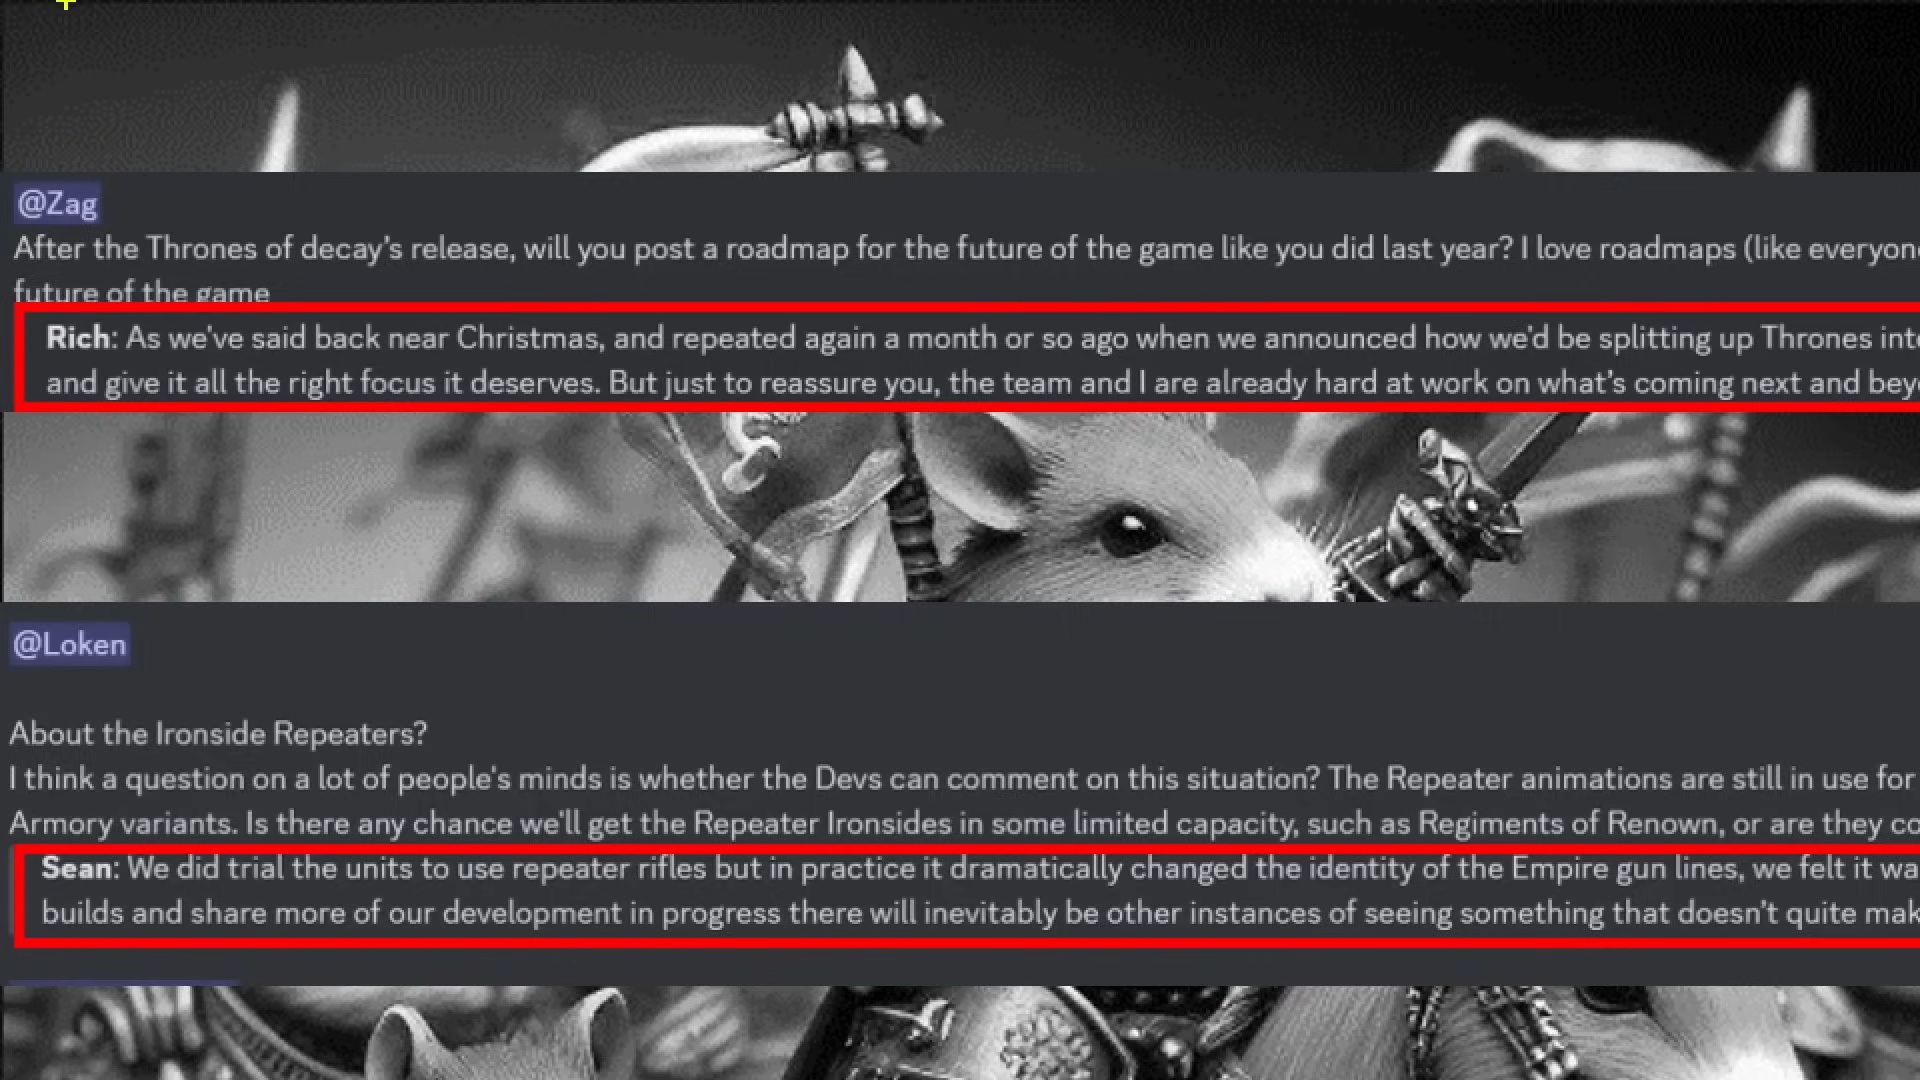 @Zag
After the Thrones of decay's release, will you post a roadmap for the future of the game like you did last year? I love roadmaps (like everyon
future of the game
Rich: As we've said back near Christmas, and repeated again a month or so ago when we announced how we'd be splitting up Thrones int
and give it all the right focus it deserves. But just to reassure you, the team and I are already hard at work on what's coming next and bey
@Loken
About the Ironside Repeaters?
I think a question on a lot of people's minds is whether the Devs can comment on this situation? The Repeater animations are still in use for
Armory variants. Is there any chance we'll get the Repeater Ironsides in some limited capacity, such as Regiments of Renown, or are they co
Sean: We did trial the units to use repeater rifles but in practice it dramatically changed the identity of the Empire gun lines, we felt it wa
builds and share more of our development in progress there will inevitably be other instances of seeing something that doesn't quite mak